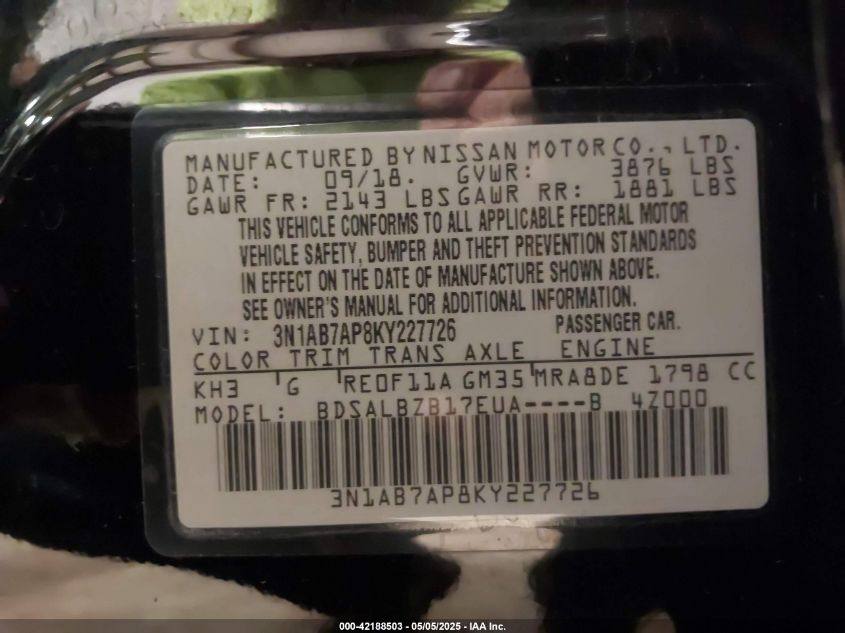 MANUFACTURED BY NISSAN MOTOR CO., LTD.
DATE: 09/18. GVWR: 3876 LBS
GAWR FR: 2143 LBS GAWR RR: 1881 LBS
THIS VEHICLE CONFORMS TO ALL APPLICABLE FEDERAL MOTOR
VEHICLE SAFETY, BUMPER AND THEFT PREVENTION STANDARDS
IN EFFECT ON THE DATE OF MANUFACTURE SHOWN ABOVE.
SEE OWNER'S MANUAL FOR ADDITIONAL INFORMATION.
VIN: 3N1AB7AP8KY227726 PASSENGER CAR.
COLOR TRIM TRANS AXLE ENGINE
KH3 G RE0F11A GM35 MRA8DE 1798 CC
MODEL: BDSALBZB17EUA----B 4Z000
3N1AB7AP8KY227726
000-42188503 - 05/05/2025 - IAA Inc.